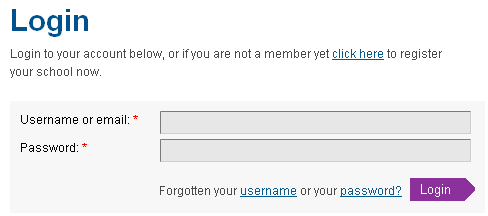 Login
Login to your account below, or if you are not a member yet click here to register
your school now.
Username or email: *
Password: *
Forgotten your username or your password? Login